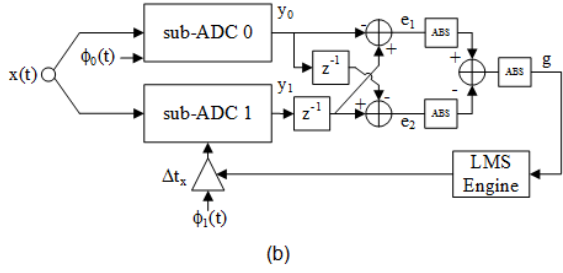 y₀
sub-ADC 0
e₁
ABS
-
+
ϕ₀(t)
x(t)
z⁻¹
+
ABS
g
-
y₁
sub-ADC 1
z⁻¹
+
-
e₂
ABS
Δtₓ
LMS
Engine
ϕ₁(t)
(b)